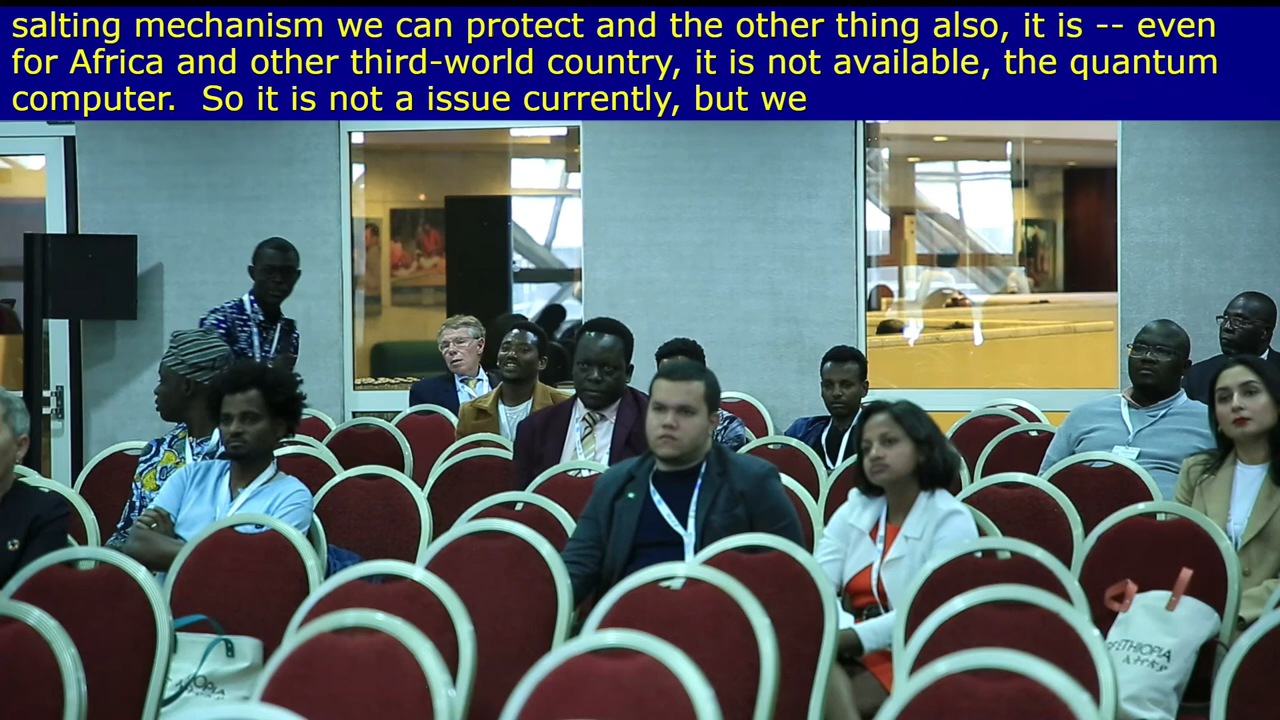 salting mechanism we can protect and the other thing also, it is -- even
for Africa and other third-world country, it is not available, the quantum
computer.  So it is not a issue currently, but we
ETHIOPIA
ኢትዮጵያ